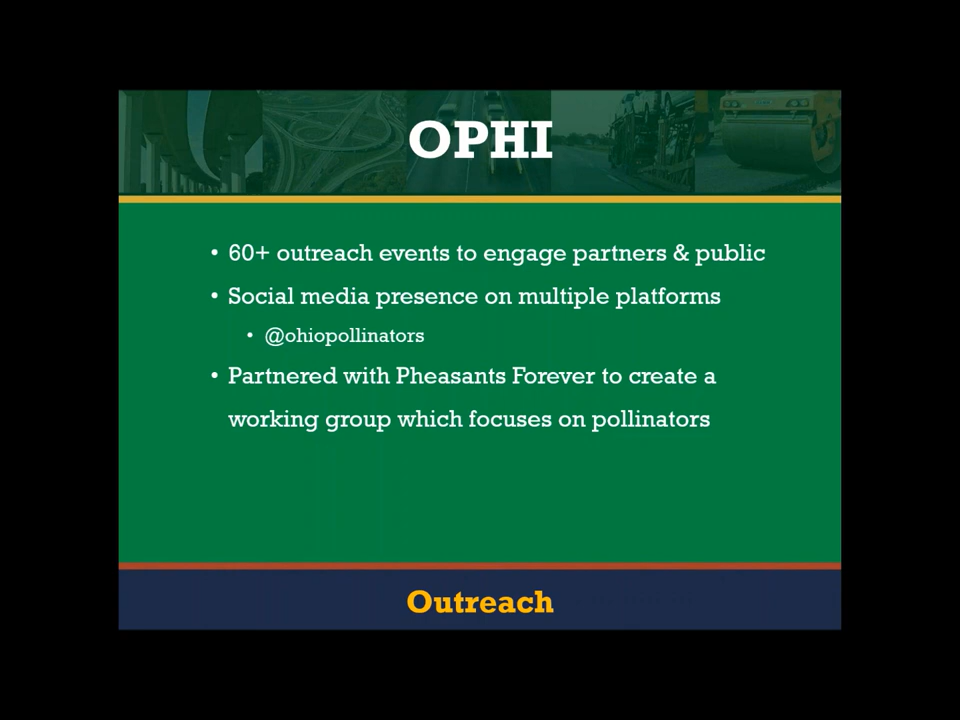 OPHI
• 60+ outreach events to engage partners & public
• Social media presence on multiple platforms
• @ohiopollinators
• Partnered with Pheasants Forever to create a
working group which focuses on pollinators
Outreach